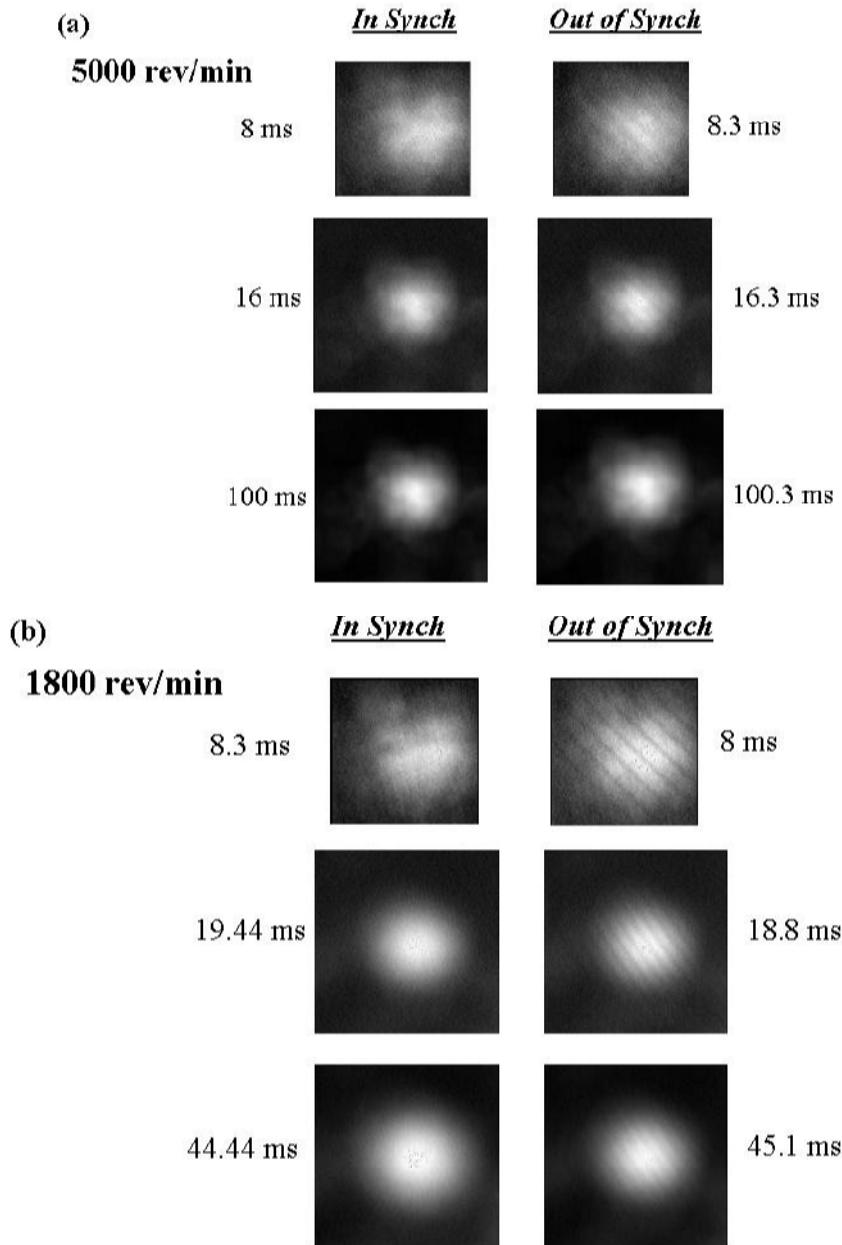 (a)
In Synch Out of Synch
5000 rev/min
8 ms 8.3 ms
16 ms 16.3 ms
100 ms 100.3 ms
(b)
In Synch Out of Synch
1800 rev/min
8.3 ms 8 ms
19.44 ms 18.8 ms
44.44 ms 45.1 ms